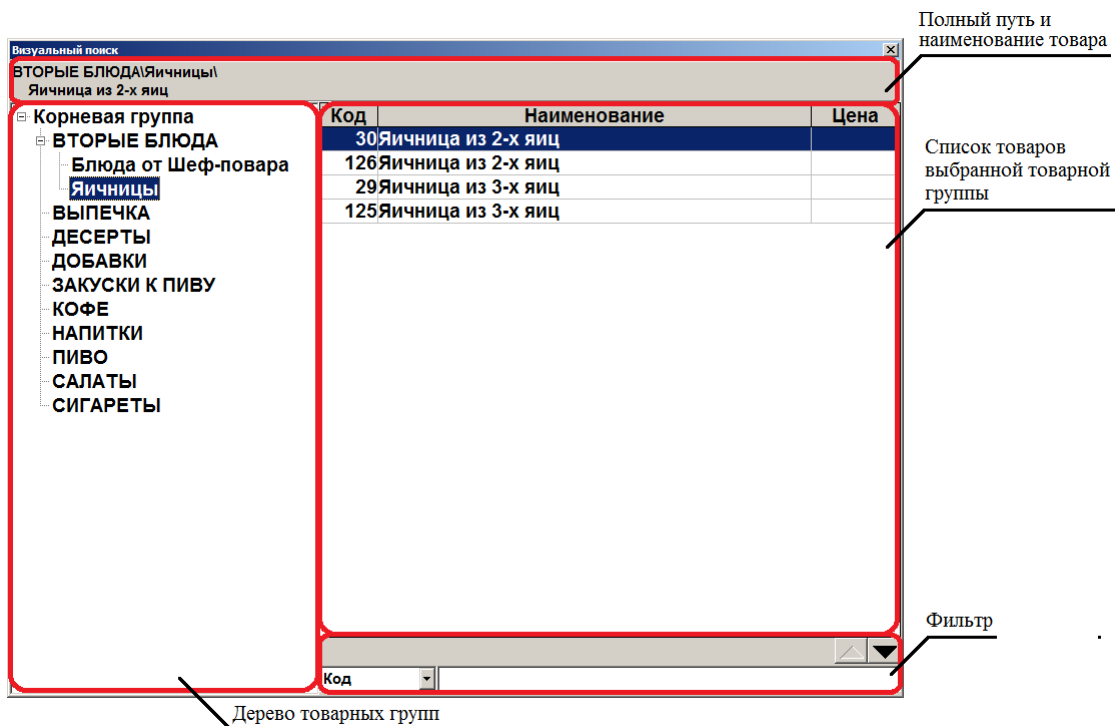 Полный путь и
наименование товара
Визуальный поиск
ВТОРЫЕ БЛЮДА\Яичницы\
Яичница из 2-х яиц
Корневая группа
ВТОРЫЕ БЛЮДА
Блюда от Шеф-повара
Яичницы
ВЫПЕЧКА
ДЕСЕРТЫ
ДОБАВКИ
ЗАКУСКИ К ПИВУ
КОФЕ
НАПИТКИ
ПИВО
САЛАТЫ
СИГАРЕТЫ
Код Наименование Цена
30 Яичница из 2-х яиц
126 Яичница из 2-х яиц
29 Яичница из 3-х яиц
125 Яичница из 3-х яиц
Список товаров
выбранной товарной
группы
Фильтр
Код
Дерево товарных групп